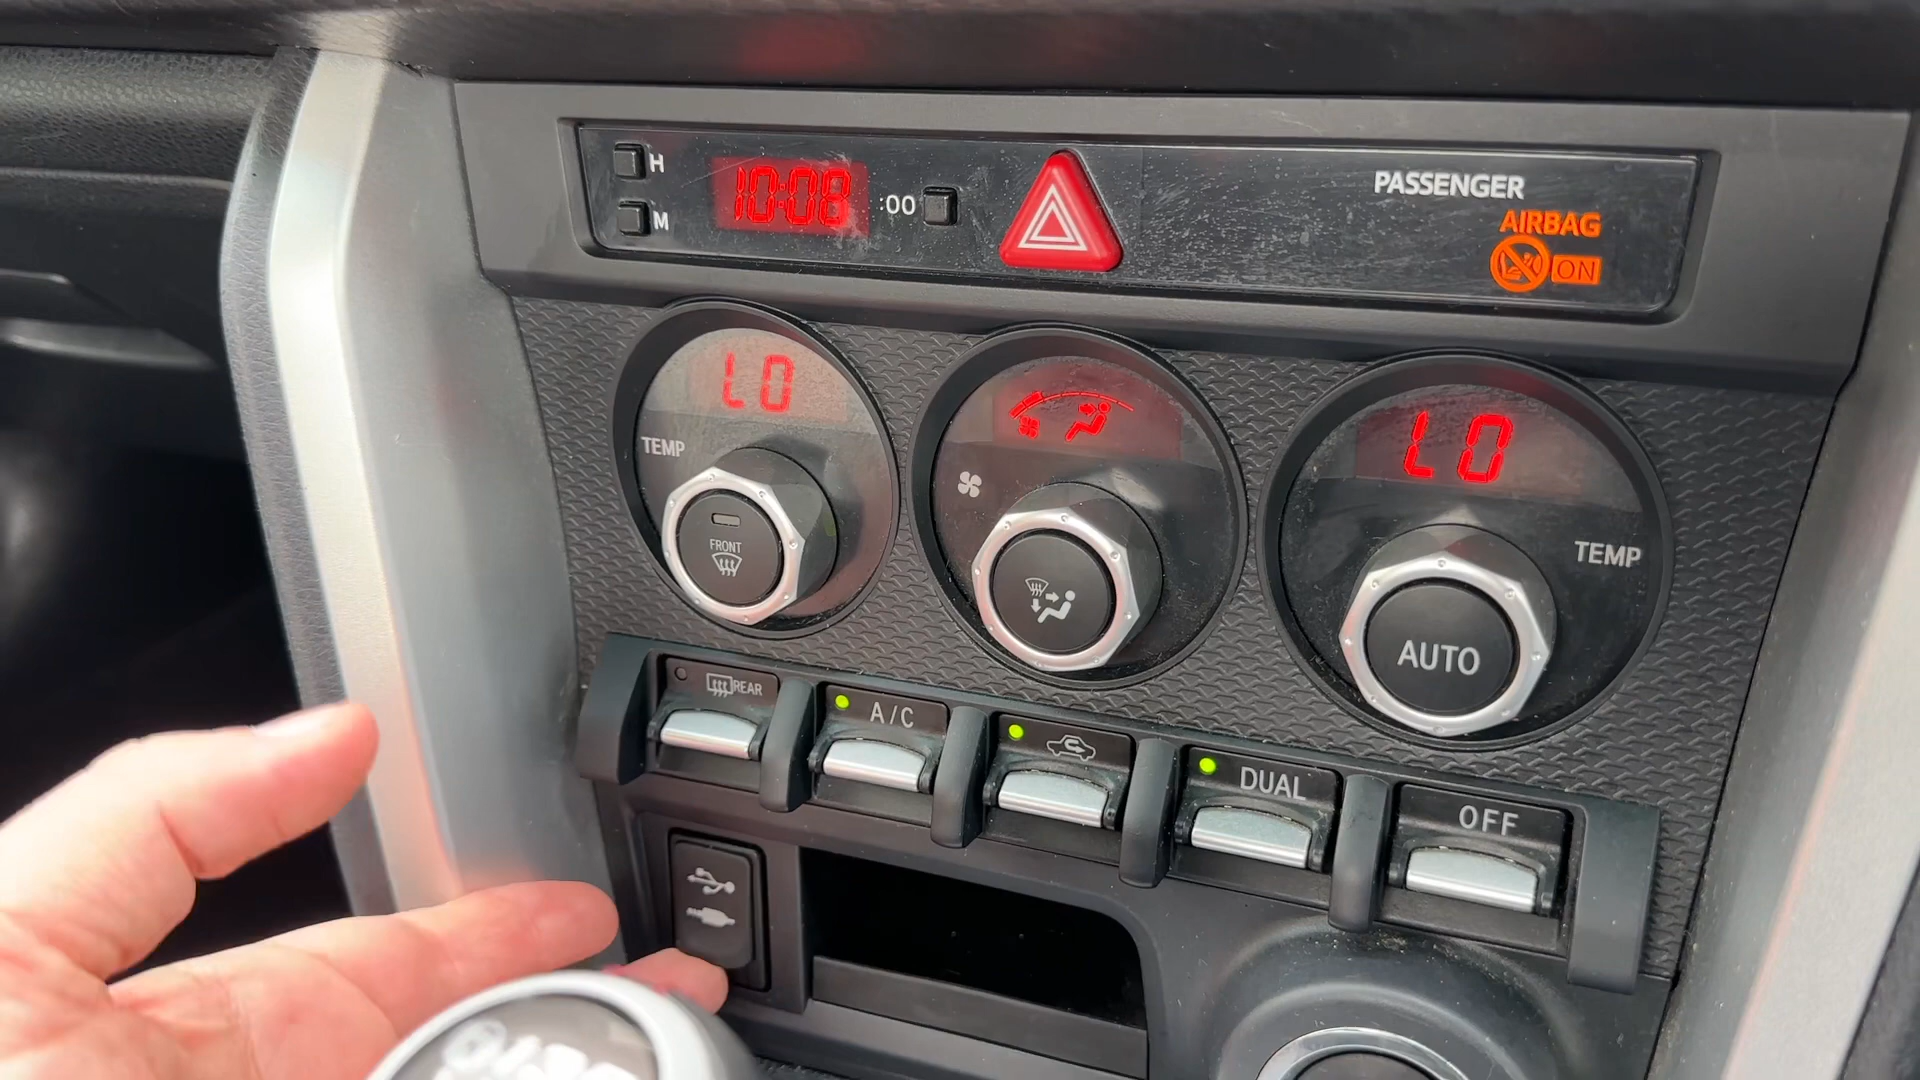 H
10:08
:00
M
PASSENGER
AIRBAG
ON
LO
LO
TEMP
TEMP
FRONT
AUTO
REAR
A/C
DUAL
OFF